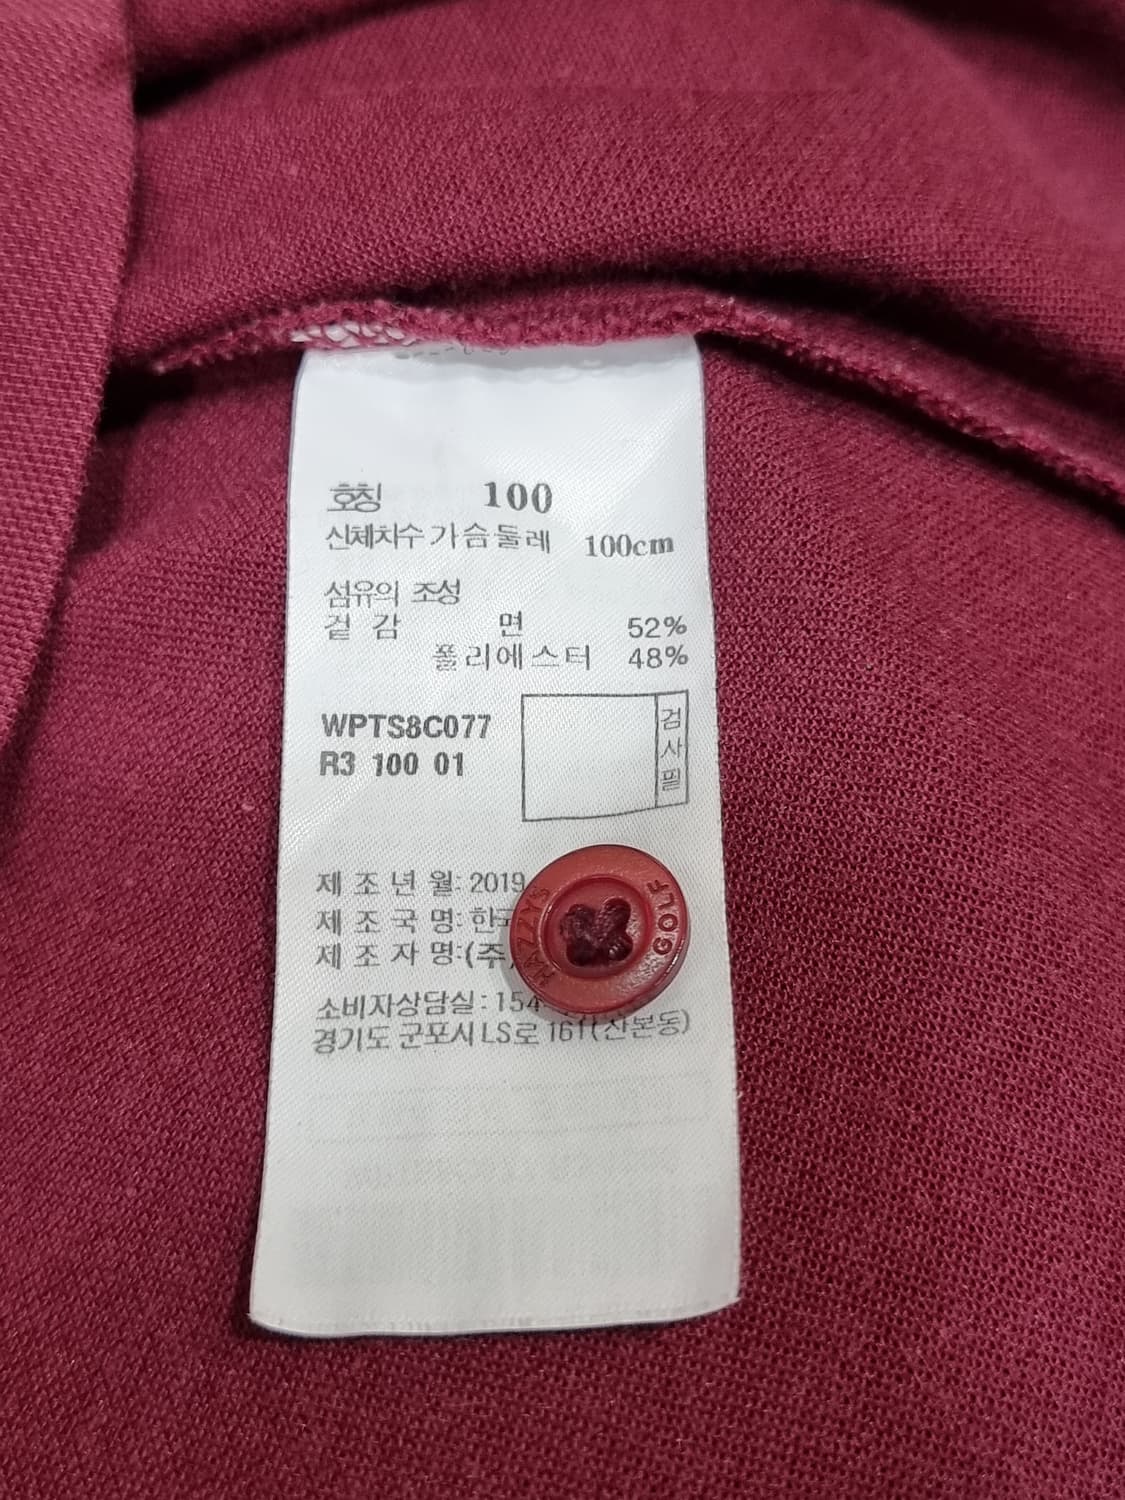 호칭 100
신체치수 가슴둘레 100cm
섬유의 조성
겉 감 면 52%
폴리에스터 48%
WPTS8C077
R3 100 01
검사필
제 조 년 월: 2019
제 조 국 명: 한국
제 조 자 명:(주)
HAZZYS GOLF
소비자상담실: 154
경기도 군포시 LS로 161(산본동)